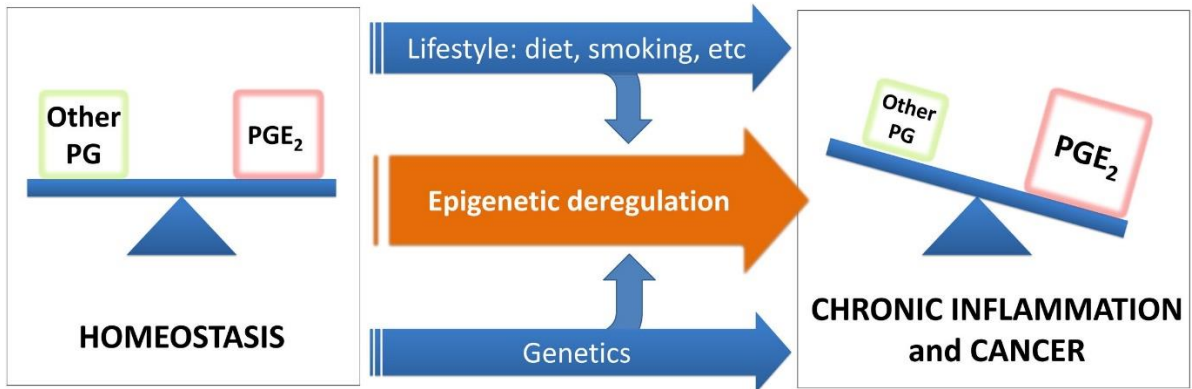 Other
PG
PGE₂
HOMEOSTASIS
Lifestyle: diet, smoking, etc
Epigenetic deregulation
Genetics
Other
PG
PGE₂
CHRONIC INFLAMMATION
and CANCER